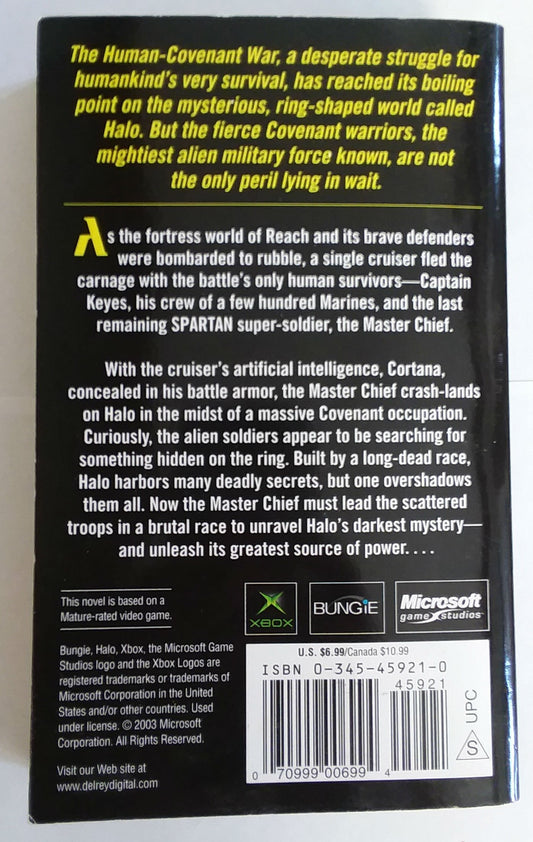 The Human-Covenant War, a desperate struggle for
humankind's very survival, has reached its boiling
point on the mysterious, ring-shaped world called
Halo. But the fierce Covenant warriors, the
mightiest alien military force known, are not
the only peril lying in wait.
As the fortress world of Reach and its brave defenders
were bombarded to rubble, a single cruiser fled the
carnage with the battle's only human survivors—Captain
Keyes, his crew of a few hundred Marines, and the last
remaining SPARTAN super-soldier, the Master Chief.
With the cruiser's artificial intelligence, Cortana,
concealed in his battle armor, the Master Chief crash-lands
on Halo in the midst of a massive Covenant occupation.
Curiously, the alien soldiers appear to be searching for
something hidden on the ring. Built by a long-dead race,
Halo harbors many deadly secrets, but one overshadows
them all. Now the Master Chief must lead the scattered
troops in a brutal race to unravel Halo's darkest mystery—
and unleash its greatest source of power. . . .
This novel is based on a
Mature-rated video game.
XBOX
BUNGiE
Microsoft
game studios
Bungie, Halo, Xbox, the Microsoft Game
Studios logo and the Xbox Logos are
registered trademarks or trademarks of
Microsoft Corporation in the United
States and/or other countries. Used
under license. © 2003 Microsoft
Corporation. All Rights Reserved.
Visit our Web site at
www.delreydigital.com
U.S. $6.99/Canada $10.99
ISBN 0-345-45921-0
45921
0 70999 00699 4
UPC
S